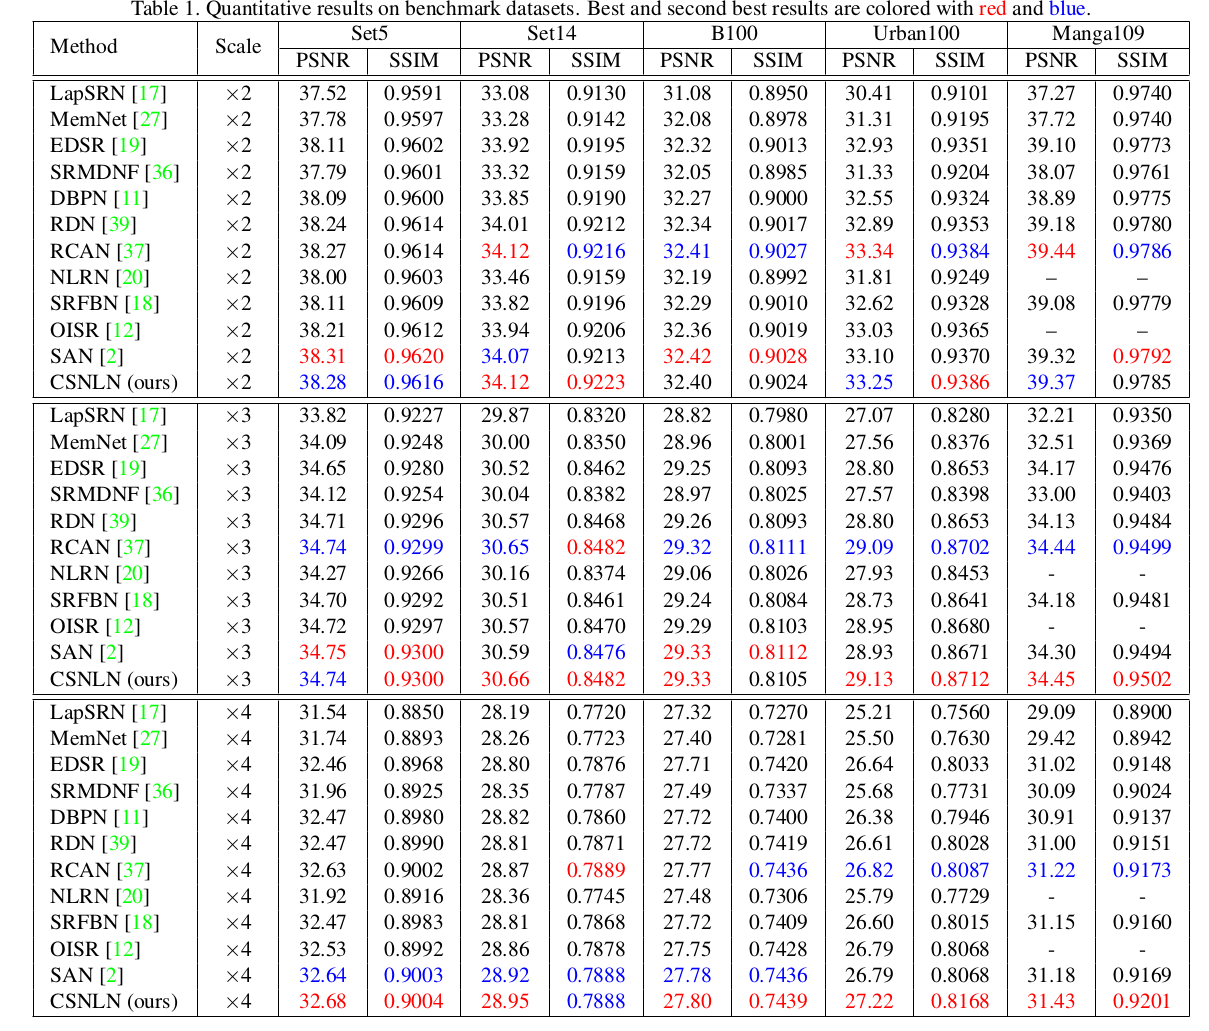 Table 1. Quantitative results on benchmark datasets. Best and second best results are colored with red and blue.
Method Scale Set5 Set14 B100 Urban100 Manga109
PSNR SSIM PSNR SSIM PSNR SSIM PSNR SSIM PSNR SSIM
LapSRN [17] ×2 37.52 0.9591 33.08 0.9130 31.08 0.8950 30.41 0.9101 37.27 0.9740
MemNet [27] ×2 37.78 0.9597 33.28 0.9142 32.08 0.8978 31.31 0.9195 37.72 0.9740
EDSR [19] ×2 38.11 0.9602 33.92 0.9195 32.32 0.9013 32.93 0.9351 39.10 0.9773
SRMDNF [36] ×2 37.79 0.9601 33.32 0.9159 32.05 0.8985 31.33 0.9204 38.07 0.9761
DBPN [11] ×2 38.09 0.9600 33.85 0.9190 32.27 0.9000 32.55 0.9324 38.89 0.9775
RDN [39] ×2 38.24 0.9614 34.01 0.9212 32.34 0.9017 32.89 0.9353 39.18 0.9780
RCAN [37] ×2 38.27 0.9614 34.12 0.9216 32.41 0.9027 33.34 0.9384 39.44 0.9786
NLRN [20] ×2 38.00 0.9603 33.46 0.9159 32.19 0.8992 31.81 0.9249 – –
SRFBN [18] ×2 38.11 0.9609 33.82 0.9196 32.29 0.9010 32.62 0.9328 39.08 0.9779
OISR [12] ×2 38.21 0.9612 33.94 0.9206 32.36 0.9019 33.03 0.9365 – –
SAN [2] ×2 38.31 0.9620 34.07 0.9213 32.42 0.9028 33.10 0.9370 39.32 0.9792
CSNLN (ours) ×2 38.28 0.9616 34.12 0.9223 32.40 0.9024 33.25 0.9386 39.37 0.9785
LapSRN [17] ×3 33.82 0.9227 29.87 0.8320 28.82 0.7980 27.07 0.8280 32.21 0.9350
MemNet [27] ×3 34.09 0.9248 30.00 0.8350 28.96 0.8001 27.56 0.8376 32.51 0.9369
EDSR [19] ×3 34.65 0.9280 30.52 0.8462 29.25 0.8093 28.80 0.8653 34.17 0.9476
SRMDNF [36] ×3 34.12 0.9254 30.04 0.8382 28.97 0.8025 27.57 0.8398 33.00 0.9403
RDN [39] ×3 34.71 0.9296 30.57 0.8468 29.26 0.8093 28.80 0.8653 34.13 0.9484
RCAN [37] ×3 34.74 0.9299 30.65 0.8482 29.32 0.8111 29.09 0.8702 34.44 0.9499
NLRN [20] ×3 34.27 0.9266 30.16 0.8374 29.06 0.8026 27.93 0.8453 - -
SRFBN [18] ×3 34.70 0.9292 30.51 0.8461 29.24 0.8084 28.73 0.8641 34.18 0.9481
OISR [12] ×3 34.72 0.9297 30.57 0.8470 29.29 0.8103 28.95 0.8680 - -
SAN [2] ×3 34.75 0.9300 30.59 0.8476 29.33 0.8112 28.93 0.8671 34.30 0.9494
CSNLN (ours) ×3 34.74 0.9300 30.66 0.8482 29.33 0.8105 29.13 0.8712 34.45 0.9502
LapSRN [17] ×4 31.54 0.8850 28.19 0.7720 27.32 0.7270 25.21 0.7560 29.09 0.8900
MemNet [27] ×4 31.74 0.8893 28.26 0.7723 27.40 0.7281 25.50 0.7630 29.42 0.8942
EDSR [19] ×4 32.46 0.8968 28.80 0.7876 27.71 0.7420 26.64 0.8033 31.02 0.9148
SRMDNF [36] ×4 31.96 0.8925 28.35 0.7787 27.49 0.7337 25.68 0.7731 30.09 0.9024
DBPN [11] ×4 32.47 0.8980 28.82 0.7860 27.72 0.7400 26.38 0.7946 30.91 0.9137
RDN [39] ×4 32.47 0.8990 28.81 0.7871 27.72 0.7419 26.61 0.8028 31.00 0.9151
RCAN [37] ×4 32.63 0.9002 28.87 0.7889 27.77 0.7436 26.82 0.8087 31.22 0.9173
NLRN [20] ×4 31.92 0.8916 28.36 0.7745 27.48 0.7306 25.79 0.7729 - -
SRFBN [18] ×4 32.47 0.8983 28.81 0.7868 27.72 0.7409 26.60 0.8015 31.15 0.9160
OISR [12] ×4 32.53 0.8992 28.86 0.7878 27.75 0.7428 26.79 0.8068 - -
SAN [2] ×4 32.64 0.9003 28.92 0.7888 27.78 0.7436 26.79 0.8068 31.18 0.9169
CSNLN (ours) ×4 32.68 0.9004 28.95 0.7888 27.80 0.7439 27.22 0.8168 31.43 0.9201